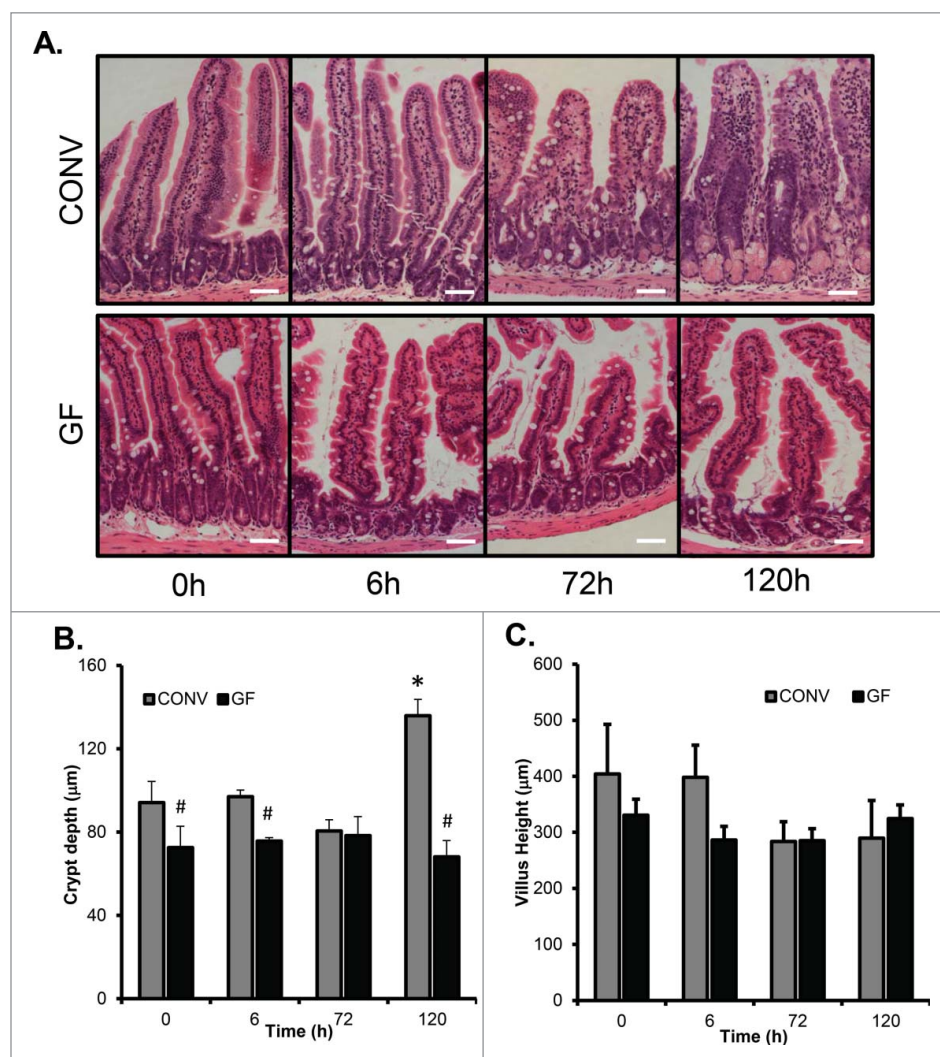 A.
CONV
GF
0h 6h 72h 120h
B.
CONV GF
160
120
80
40
0
Crypt depth (µm)
# # * #
0 6 72 120
Time (h)
C.
CONV GF
600
500
400
300
200
100
0
Villus Height (µm)
0 6 72 120
Time (h)